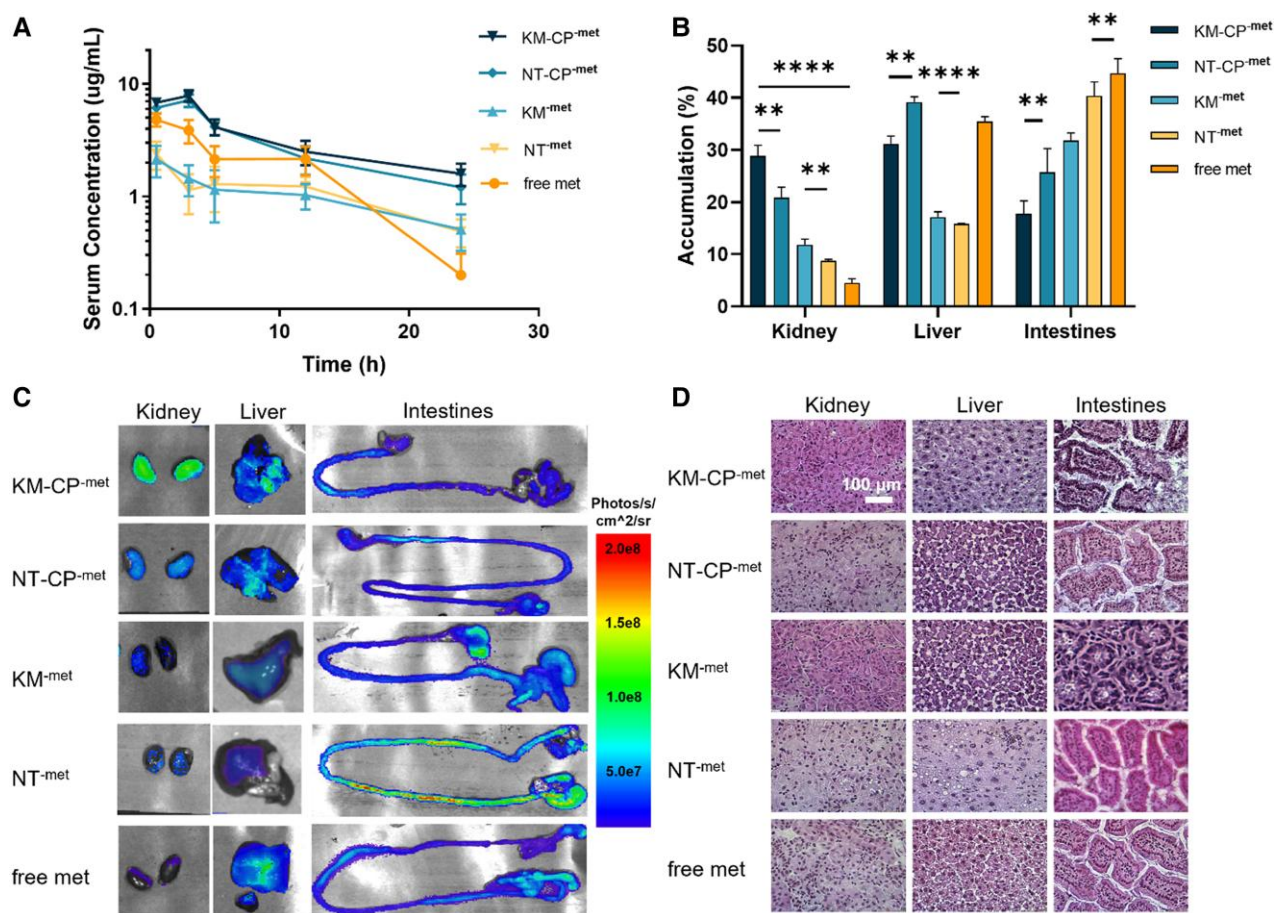 A
Serum Concentration (ug/mL)
10
1
0.1
0
10
20
30
Time (h)
KM-CP-met
NT-CP-met
KM-met
NT-met
free met
B
Accumulation (%)
50
40
30
20
10
0
****
**
**
**
****
**
**
Kidney
Liver
Intestines
KM-CP-met
NT-CP-met
KM-met
NT-met
free met
C
Kidney Liver Intestines
KM-CP-met
NT-CP-met
KM-met
NT-met
free met
Photos/s/
cm^2/sr
2.0e8
1.5e8
1.0e8
5.0e7
D
Kidney Liver Intestines
KM-CP-met
100 μm
NT-CP-met
KM-met
NT-met
free met